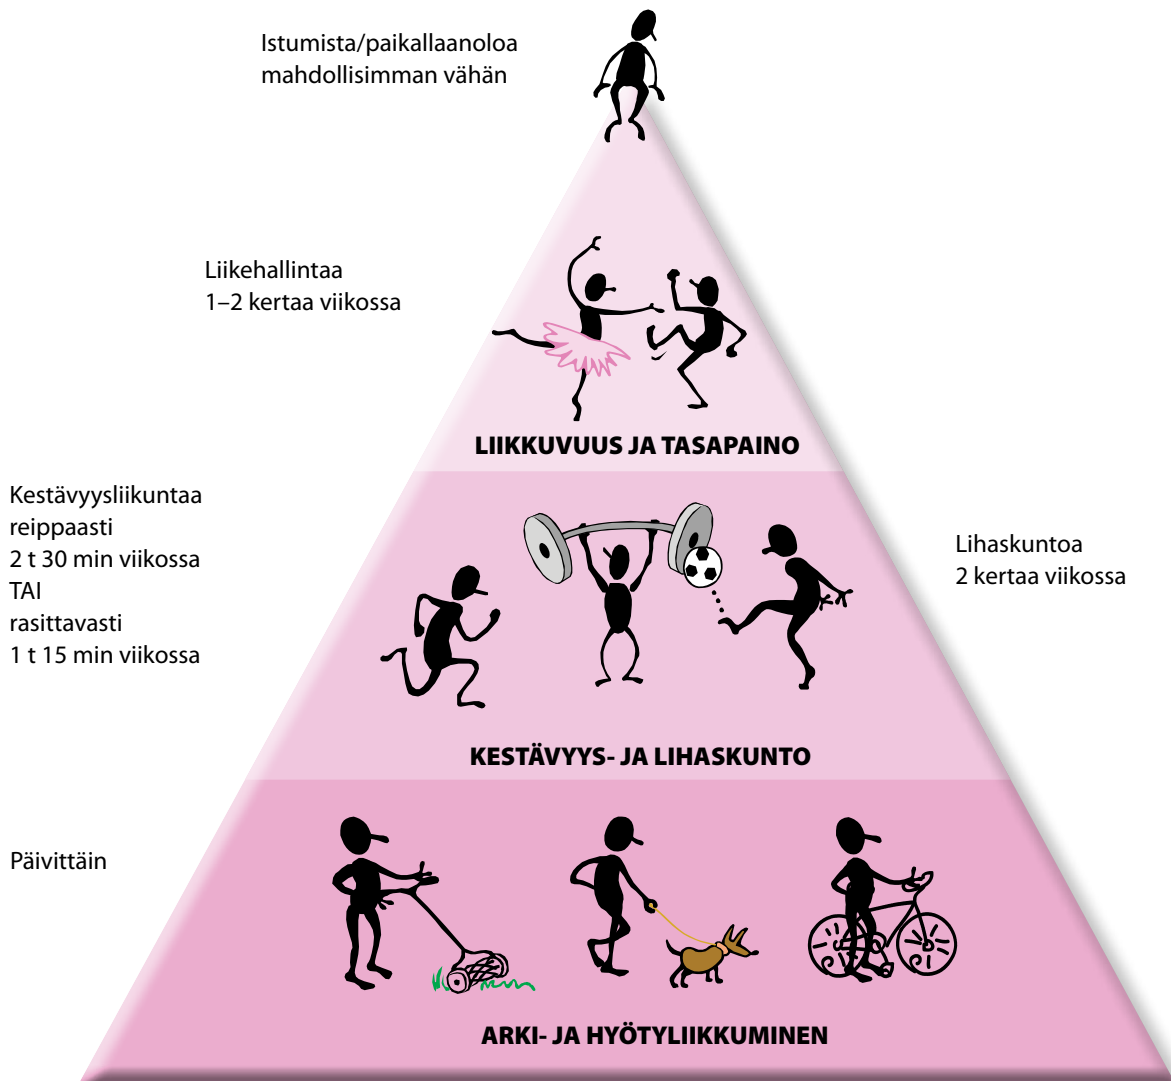 Istumista/paikallaanoloa
mahdollisimman vähän
Liikehallintaa
1–2 kertaa viikossa
LIIKKUVUUS JA TASAPAINO
Kestävyysliikuntaa
reippaasti
2 t 30 min viikossa
TAI
rasittavasti
1 t 15 min viikossa
Lihaskuntoa
2 kertaa viikossa
KESTÄVYYS- JA LIHASKUNTO
Päivittäin
ARKI- JA HYÖTYLIIKKUMINEN